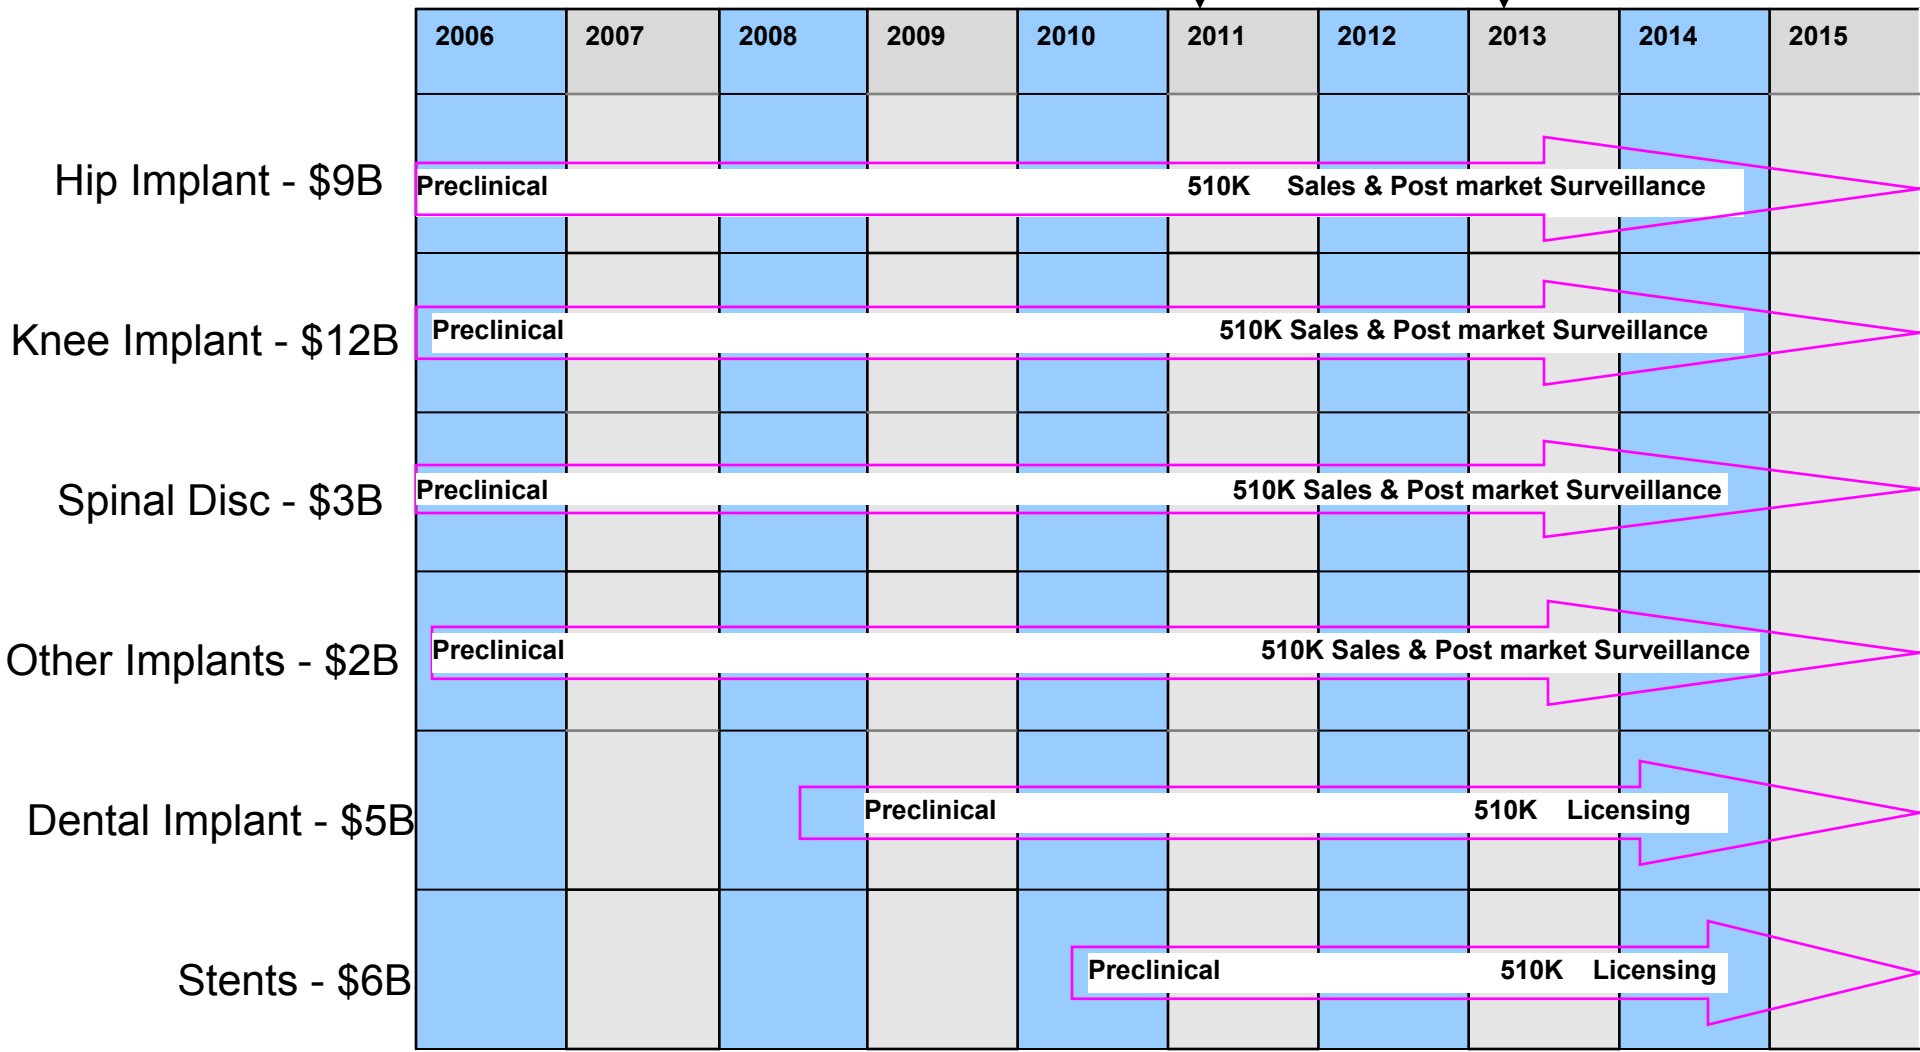 2006 2007 2008 2009 2010 2011 2012 2013 2014 2015
Hip Implant - $9B Preclinical 510K Sales & Post market Surveillance
Knee Implant - $12B Preclinical 510K Sales & Post market Surveillance
Spinal Disc - $3B Preclinical 510K Sales & Post market Surveillance
Other Implants - $2B Preclinical 510K Sales & Post market Surveillance
Dental Implant - $5B Preclinical 510K Licensing
Stents - $6B Preclinical 510K Licensing